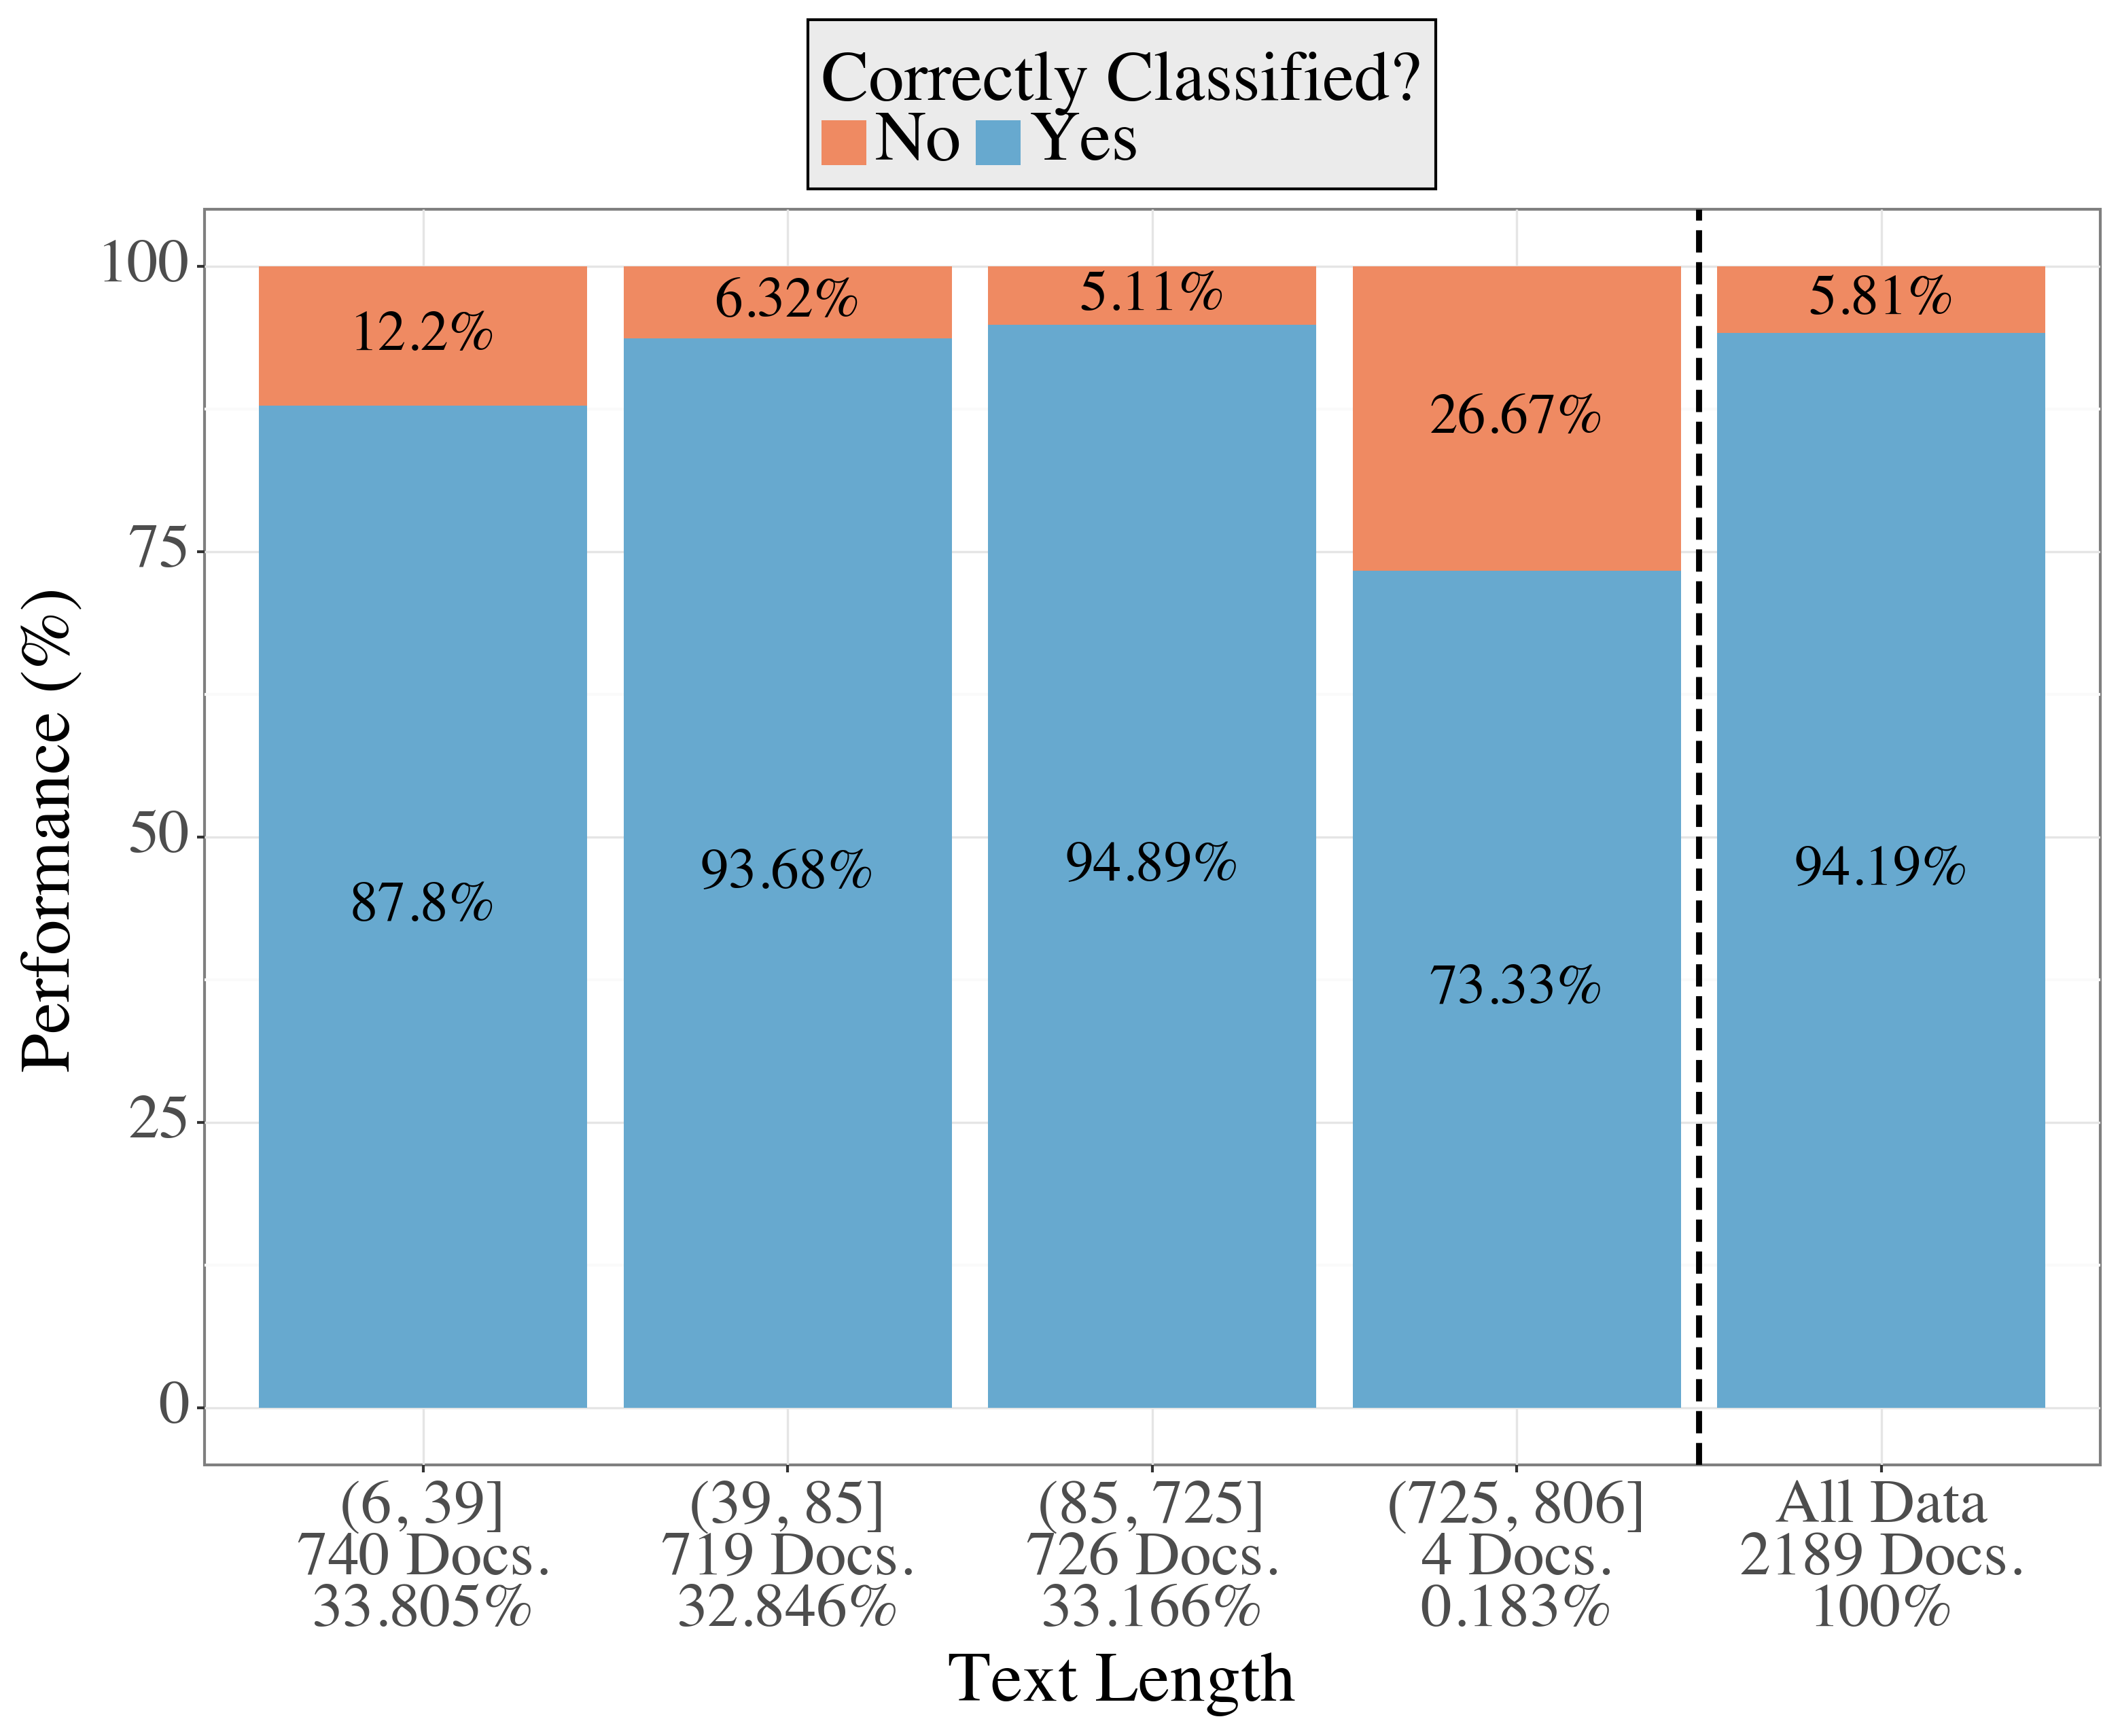 Correctly Classified?
No Yes
100
75
50
25
0
Performance (%)
12.2%
6.32%
5.11%
26.67%
5.81%
87.8%
93.68%
94.89%
73.33%
94.19%
(6, 39]
740 Docs.
33.805%
(39, 85]
719 Docs.
32.846%
(85, 725]
726 Docs.
33.166%
(725, 806]
4 Docs.
0.183%
All Data
2189 Docs.
100%
Text Length